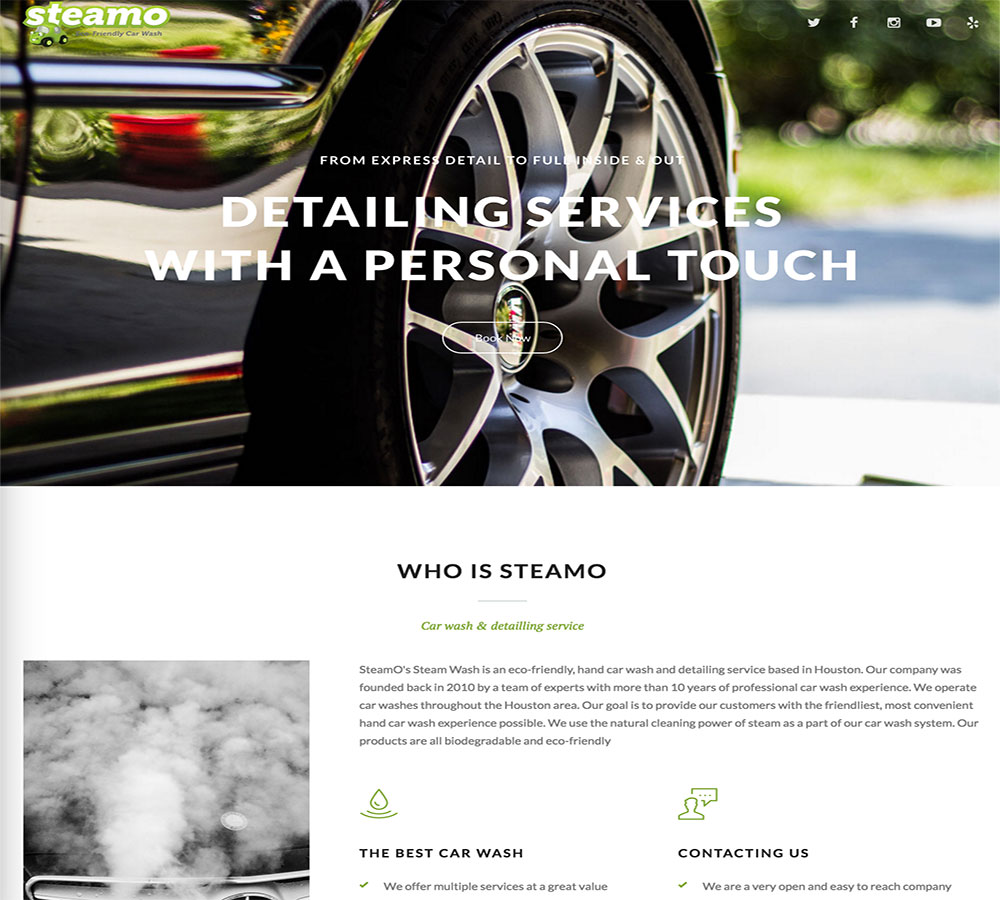 steamo
eco-Friendly Car Wash
FROM EXPRESS DETAIL TO FULL INSIDE & OUT
DETAILING SERVICES
WITH A PERSONAL TOUCH
Book Now
WHO IS STEAMO
Car wash & detailling service
SteamO's Steam Wash is an eco-friendly, hand car wash and detailing service based in Houston. Our company was
founded back in 2010 by a team of experts with more than 10 years of professional car wash experience. We operate
car washes throughout the Houston area. Our goal is to provide our customers with the friendliest, most convenient
hand car wash experience possible. We use the natural cleaning power of steam as a part of our car wash system. Our
products are all biodegradable and eco-friendly
THE BEST CAR WASH
We offer multiple services at a great value
CONTACTING US
We are a very open and easy to reach company